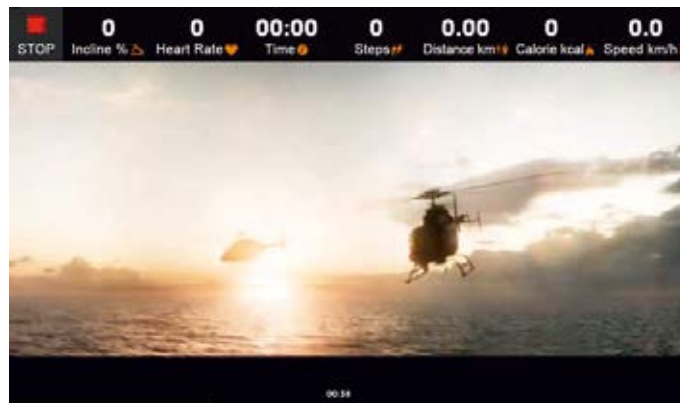 0 0 00:00 0 0.00 0 0.0
STOP Incline % Heart Rate Time Steps Distance km Calorie kcal Speed km/h
00:58